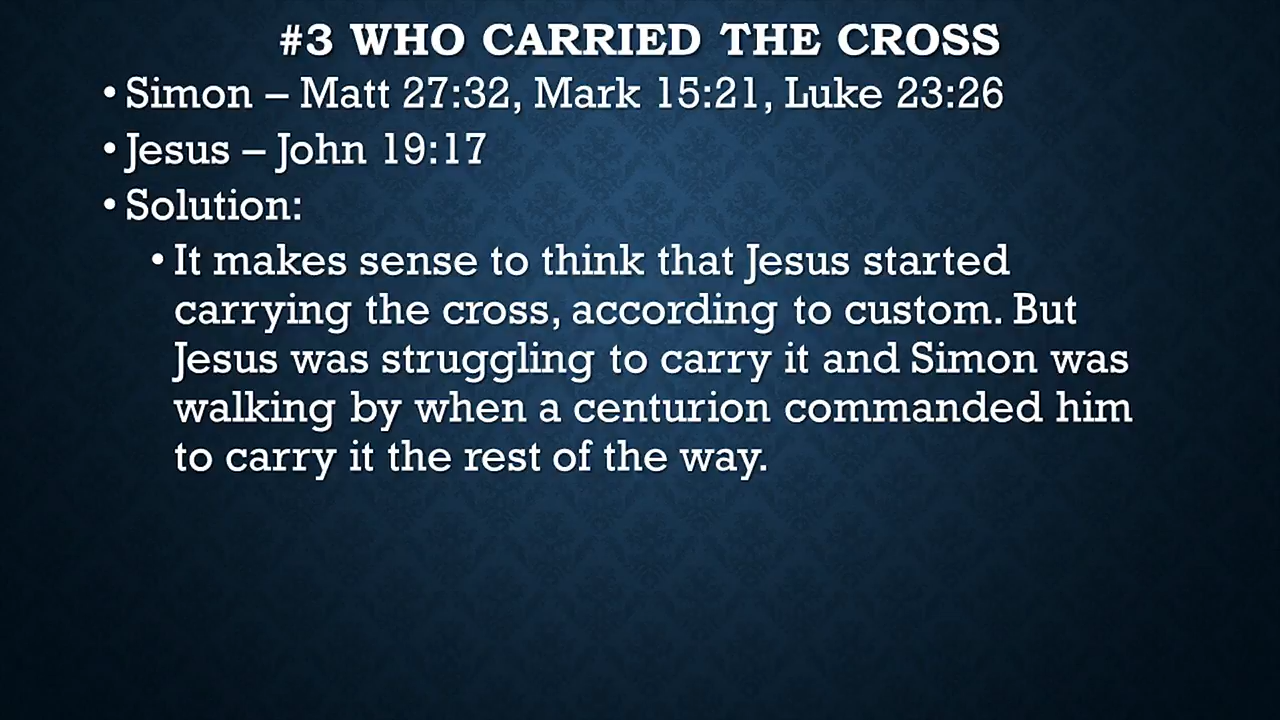 #3 WHO CARRIED THE CROSS
• Simon – Matt 27:32, Mark 15:21, Luke 23:26
• Jesus – John 19:17
• Solution:
• It makes sense to think that Jesus started
carrying the cross, according to custom. But
Jesus was struggling to carry it and Simon was
walking by when a centurion commanded him
to carry it the rest of the way.